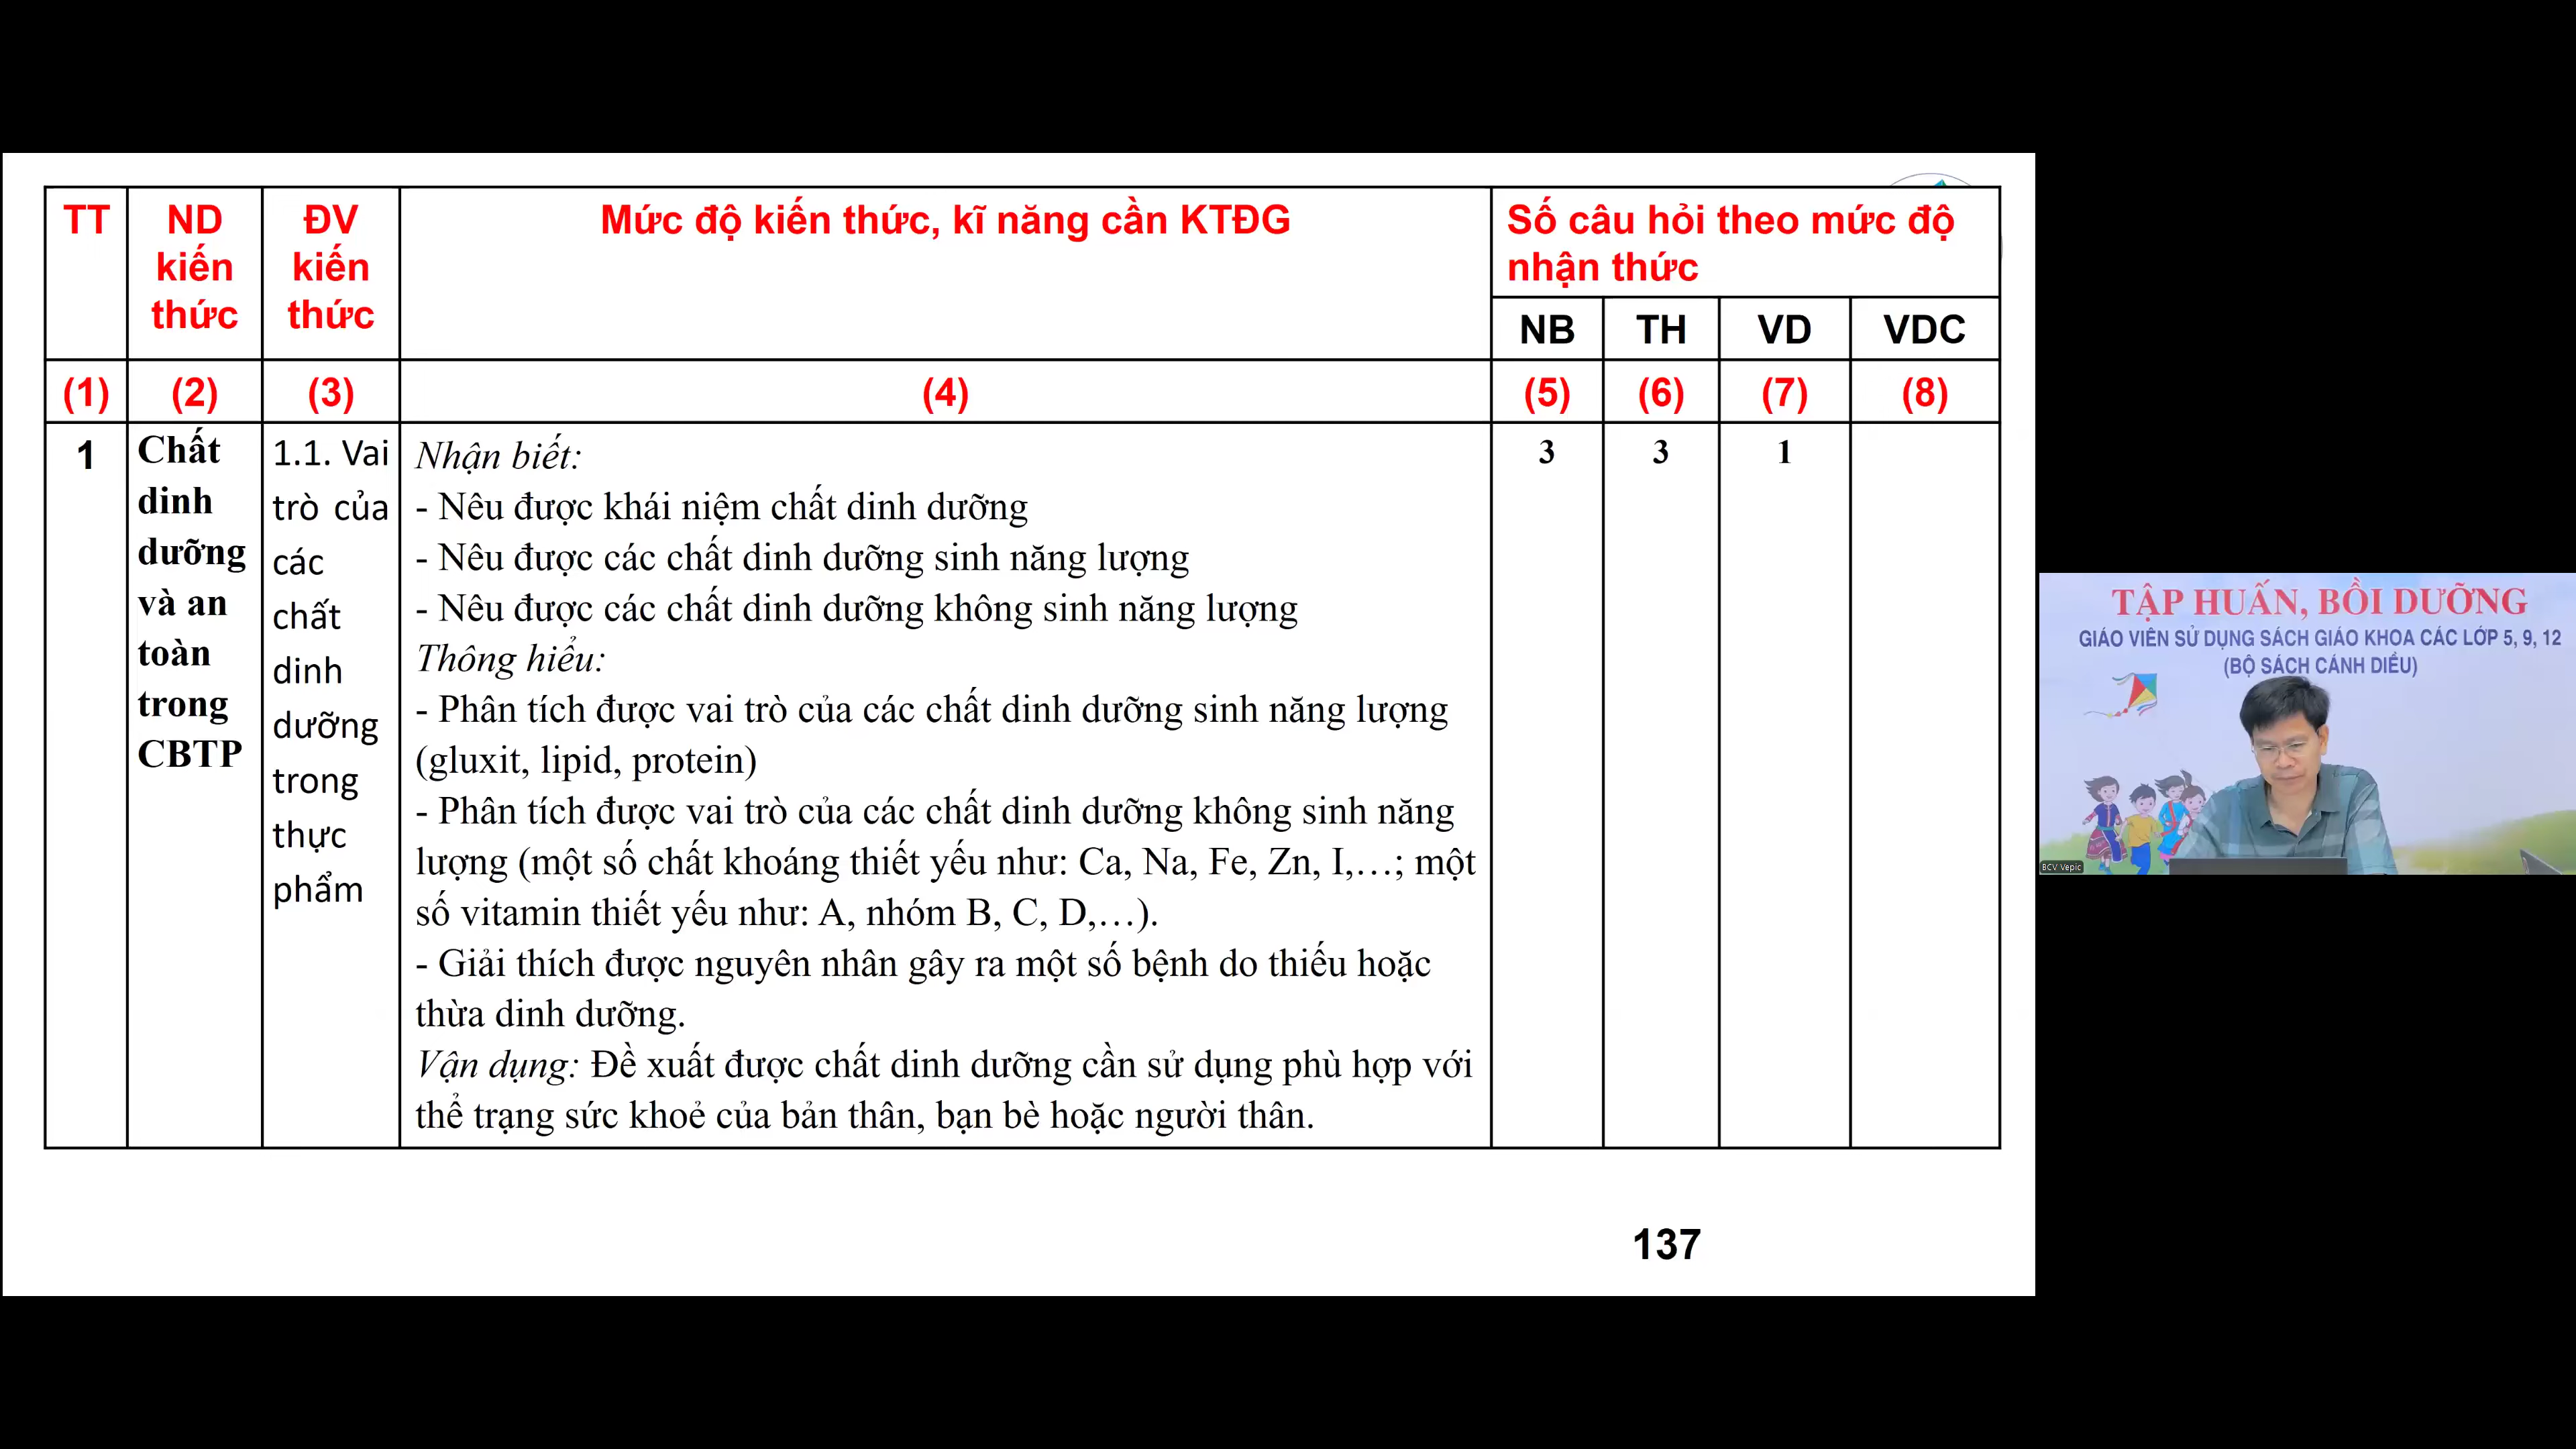 TT
ND
kiến
thức
ĐV
kiến
thức
Mức độ kiến thức, kĩ năng cần KTĐG
Số câu hỏi theo mức độ
nhận thức
NB
TH
VD
VDC
(1)
(2)
(3)
(4)
(5)
(6)
(7)
(8)
1
Chất
dinh
dưỡng
và an
toàn
trong
CBTP
1.1. Vai
trò của
các
chất
dinh
dưỡng
trong
thực
phẩm
Nhận biết:
- Nêu được khái niệm chất dinh dưỡng
- Nêu được các chất dinh dưỡng sinh năng lượng
- Nêu được các chất dinh dưỡng không sinh năng lượng
Thông hiểu:
- Phân tích được vai trò của các chất dinh dưỡng sinh năng lượng
(gluxit, lipid, protein)
- Phân tích được vai trò của các chất dinh dưỡng không sinh năng
lượng (một số chất khoáng thiết yếu như: Ca, Na, Fe, Zn, I,…; một
số vitamin thiết yếu như: A, nhóm B, C, D,…).
- Giải thích được nguyên nhân gây ra một số bệnh do thiếu hoặc
thừa dinh dưỡng.
Vận dụng: Đề xuất được chất dinh dưỡng cần sử dụng phù hợp với
thể trạng sức khoẻ của bản thân, bạn bè hoặc người thân.
3
3
1
137
TẬP HUẤN, BỒI DƯỠNG
GIÁO VIÊN SỬ DỤNG SÁCH GIÁO KHOA CÁC LỚP 5, 9, 12
(BỘ SÁCH CÁNH DIỀU)
BCV Vepic